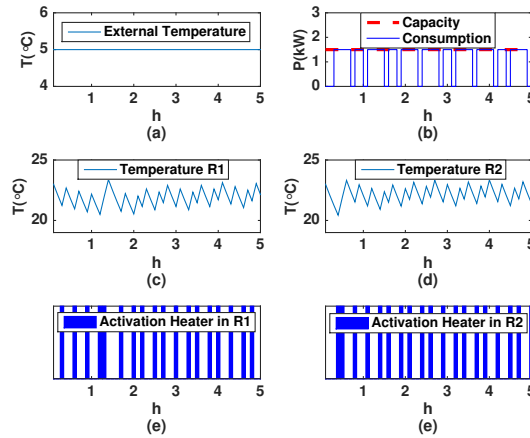 External Temperature
T(°C)
6
5
4
1 2 3 4 5
h
(a)
Capacity
Consumption
P(kW)
3
2
1
0
1 2 3 4 5
h
(b)
Temperature R1
T(°C)
25
20
1 2 3 4 5
h
(c)
Temperature R2
T(°C)
25
20
1 2 3 4 5
h
(d)
Activation Heater in R1
1 2 3 4 5
h
(e)
Activation Heater in R2
1 2 3 4 5
h
(e)